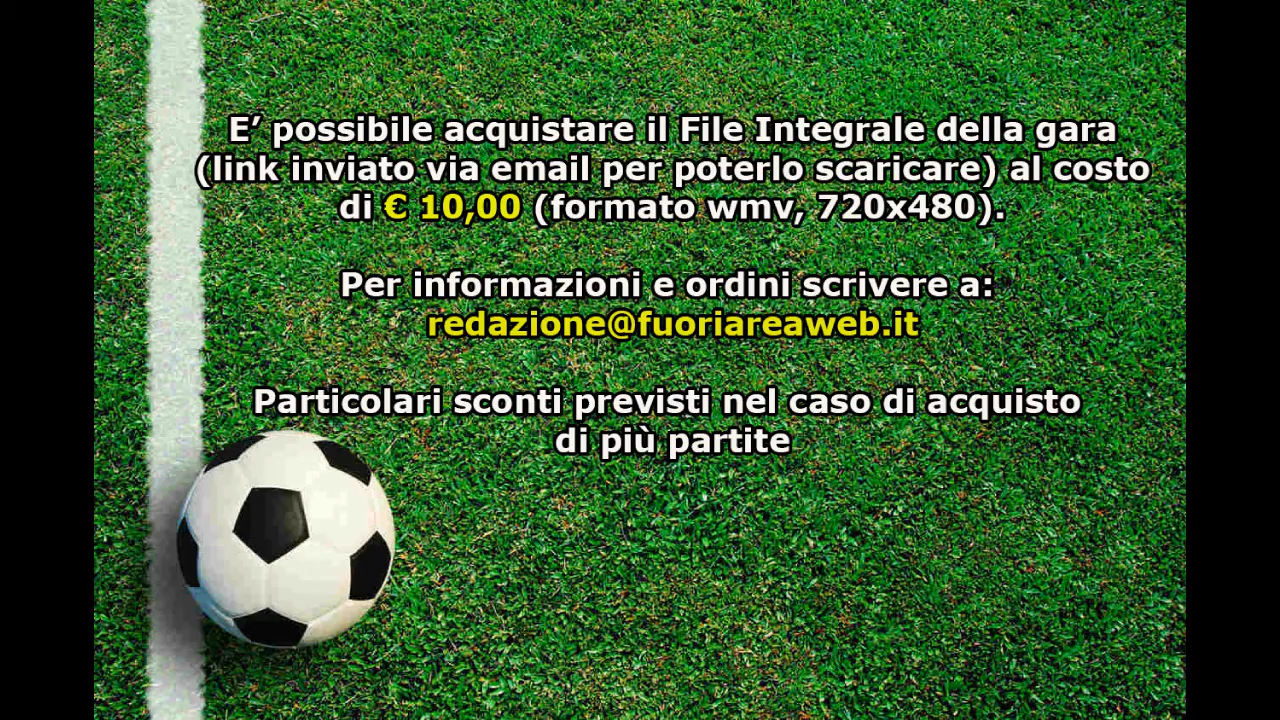 E’ possibile acquistare il File Integrale della gara
(link inviato via email per poterlo scaricare) al costo
di € 10,00 (formato wmv, 720x480).
Per informazioni e ordini scrivere a:
redazione@fuoriareaweb.it
Particolari sconti previsti nel caso di acquisto
di più partite